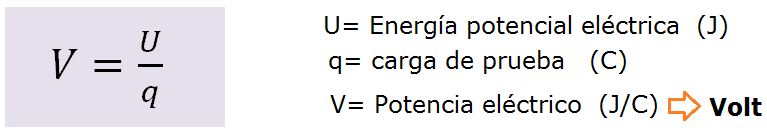 V = U/q
U= Energía potencial eléctrica (J)
q= carga de prueba (C)
V= Potencia eléctrico (J/C) Volt